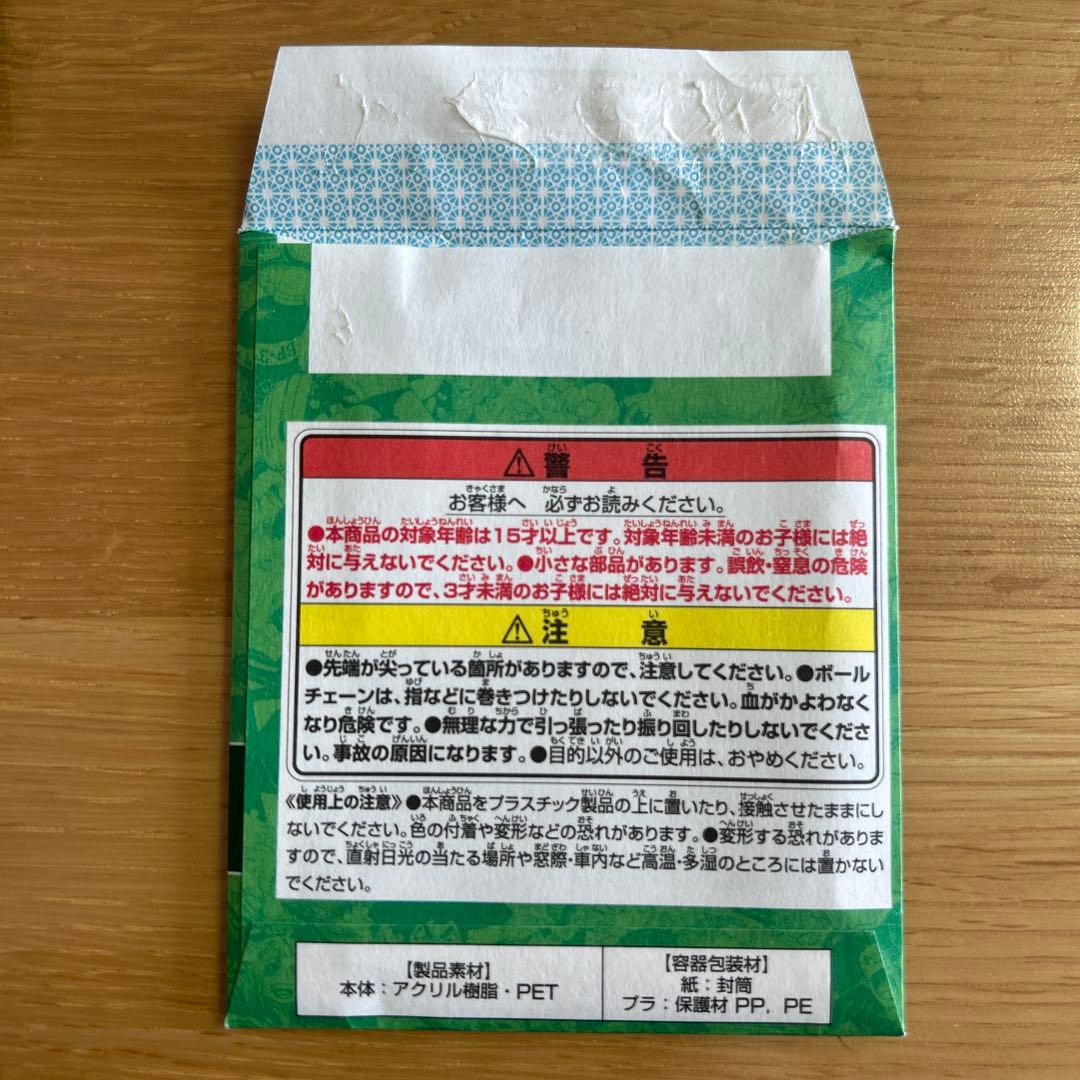 ⚠警告
お客様へ 必ずお読みください。
●本商品の対象年齢は15才以上です。対象年齢未満のお子様には絶
対に与えないでください。●小さな部品があります。誤飲・窒息の危険
がありますので、3才未満のお子様には絶対に与えないでください。
⚠注意
●先端が尖っている箇所がありますので、注意してください。●ボール
チェーンは、指などに巻きつけたりしないでください。血がかよわなく
なり危険です。●無理な力で引っ張ったり振り回したりしないでくださ
い。事故の原因になります。●目的以外のご使用は、おやめください。
《使用上の注意》●本商品をプラスチック製品の上に置いたり、接触させたままにし
ないでください。色の付着や変形などの恐れがあります。●変形する恐れがありま
すので、直射日光の当たる場所や窓際・車内など高温・多湿のところには置かない
でください。
【製品素材】
本体：アクリル樹脂・PET
【容器包装材】
紙：封筒
プラ：保護材 PP, PE